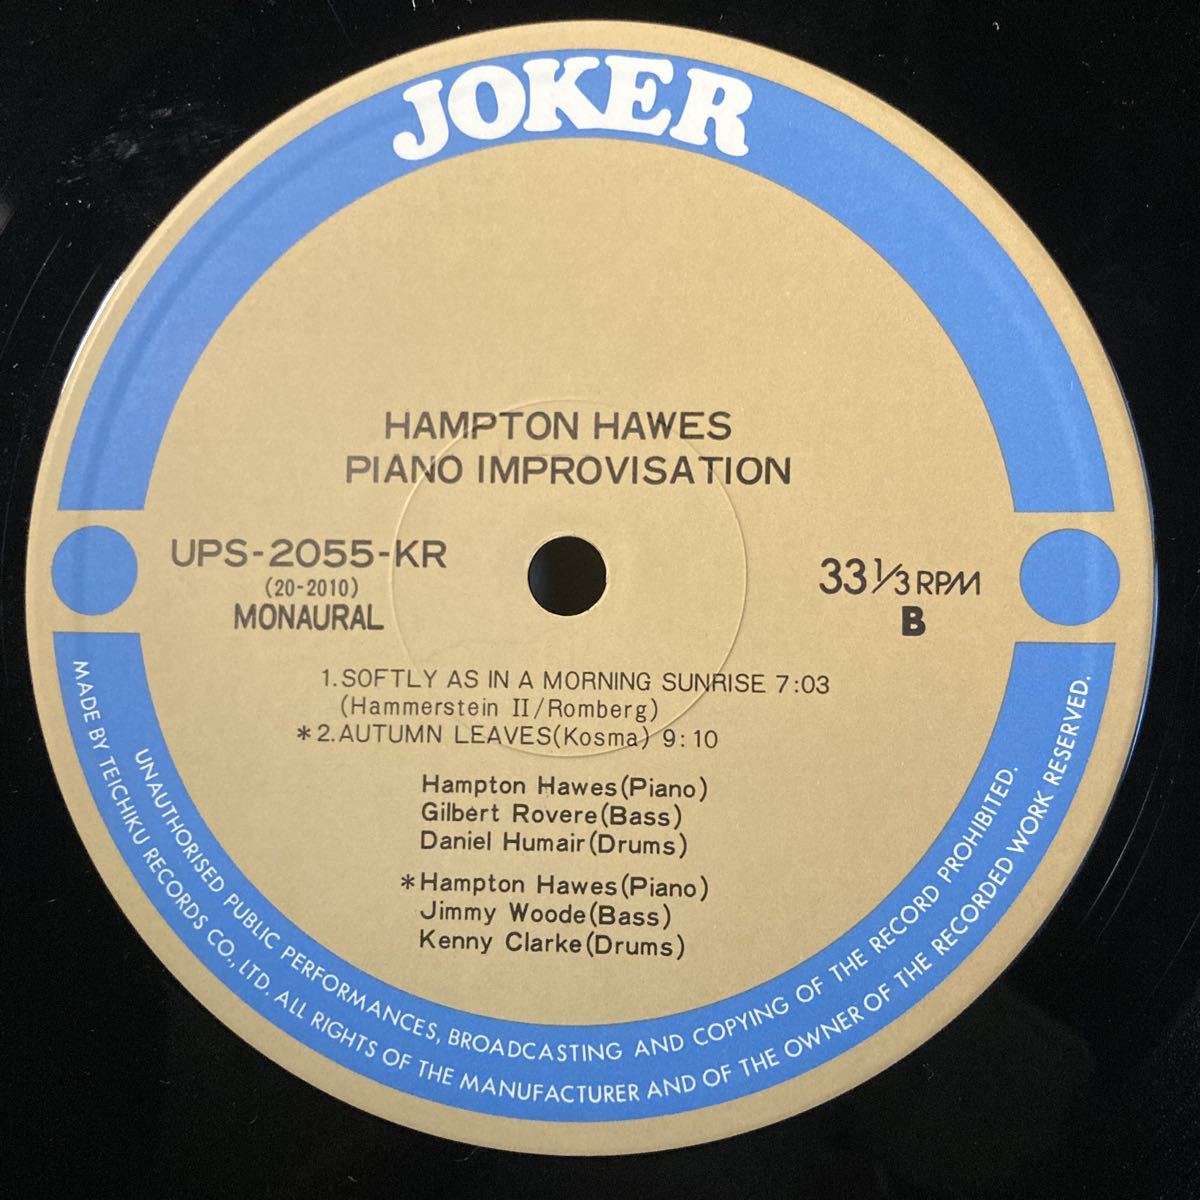 JOKER
HAMPTON HAWES
PIANO IMPROVISATION
UPS-2055-KR
(20-2010)
MONAURAL
33 1/3 RPM
B
1.SOFTLY AS IN A MORNING SUNRISE 7:03
(Hammerstein II/Romberg)
*2.AUTUMN LEAVES(Kosma) 9:10
Hampton Hawes(Piano)
Gilbert Rovere(Bass)
Daniel Humair(Drums)
*Hampton Hawes(Piano)
Jimmy Woode(Bass)
Kenny Clarke(Drums)
UNAUTHORISED PUBLIC PERFORMANCES, BROADCASTING AND COPYING OF THE RECORD PROHIBITED.
MADE BY TEICHIKU RECORDS CO., LTD. ALL RIGHTS OF THE MANUFACTURER AND OF THE OWNER OF THE RECORDED WORK RESERVED.